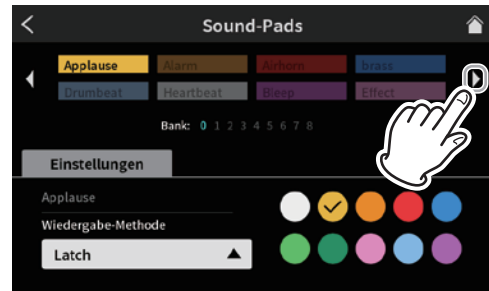 Sound-Pads
Applause Alarm Airhorn brass
Drumbeat Heartbeat Bleep Effect
Bank: 0 1 2 3 4 5 6 7 8
Einstellungen
Applause
Wiedergabe-Methode
Latch